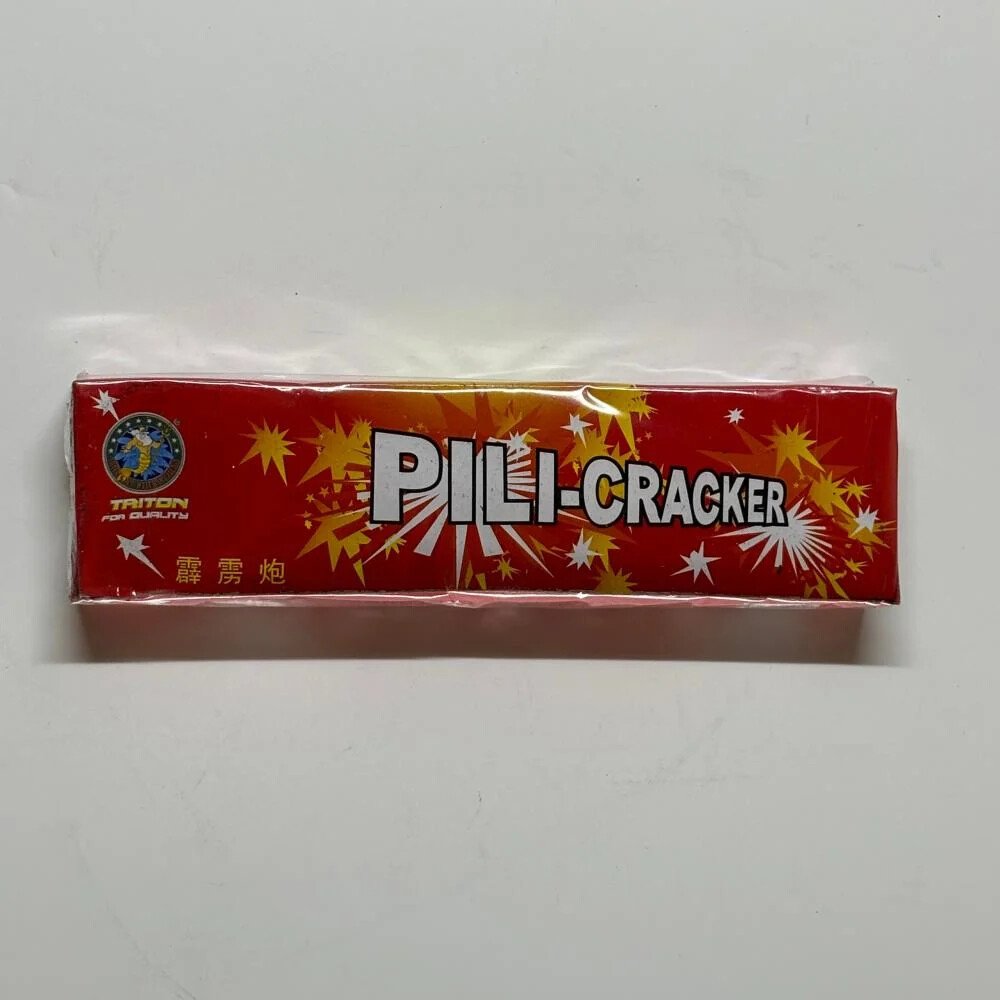 TRITON
FOR QUALITY
霹雳炮
PILI-CRACKER